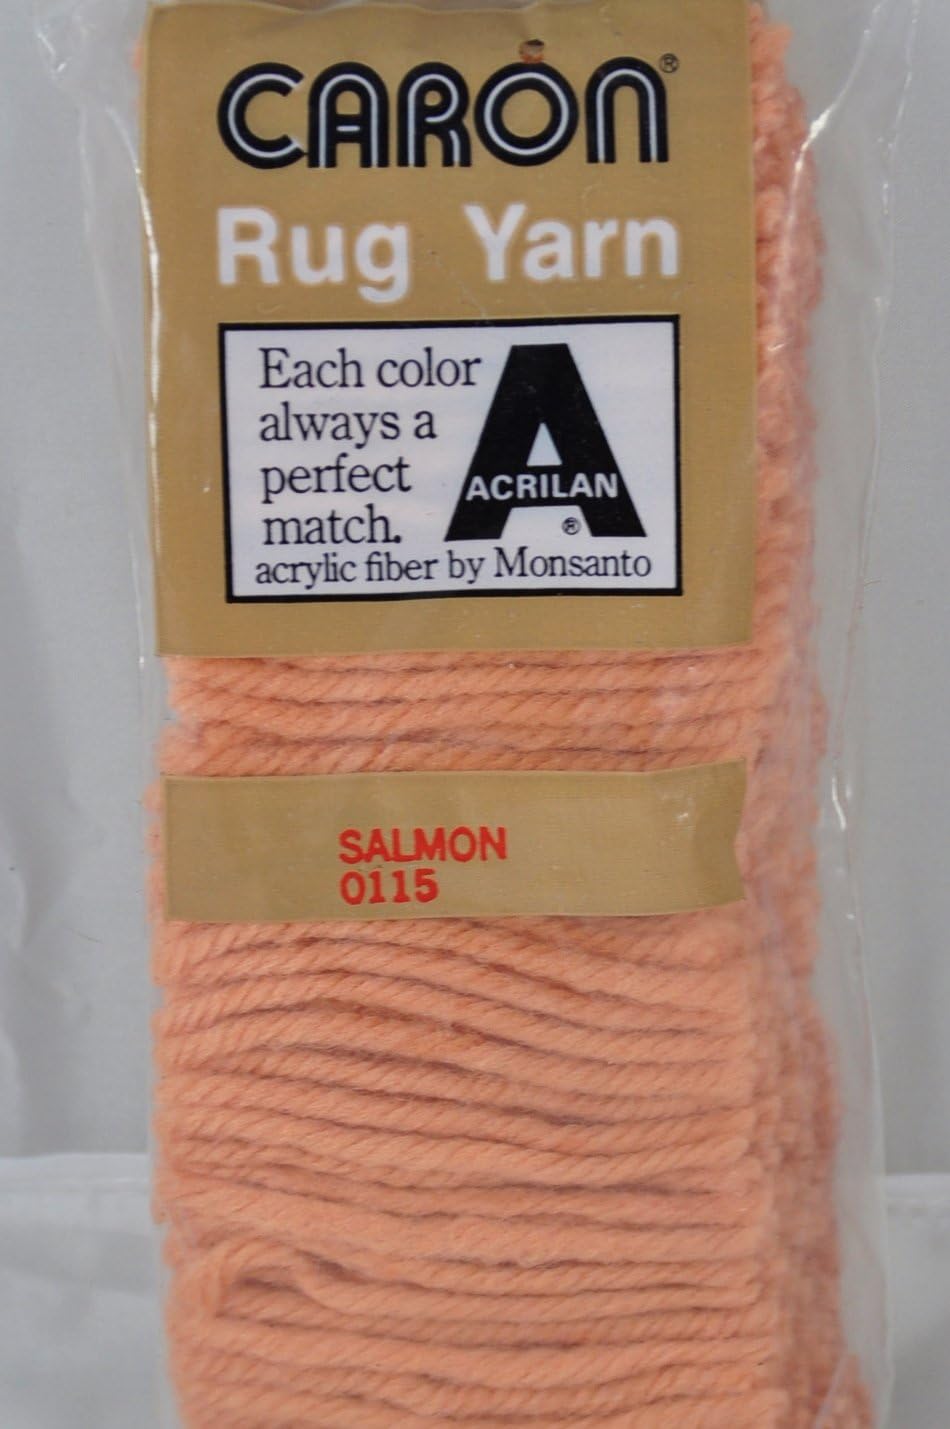 CARON®
Rug Yarn
Each color
always a
perfect
match.
ACRILAN
®
acrylic fiber by Monsanto
SALMON
0115